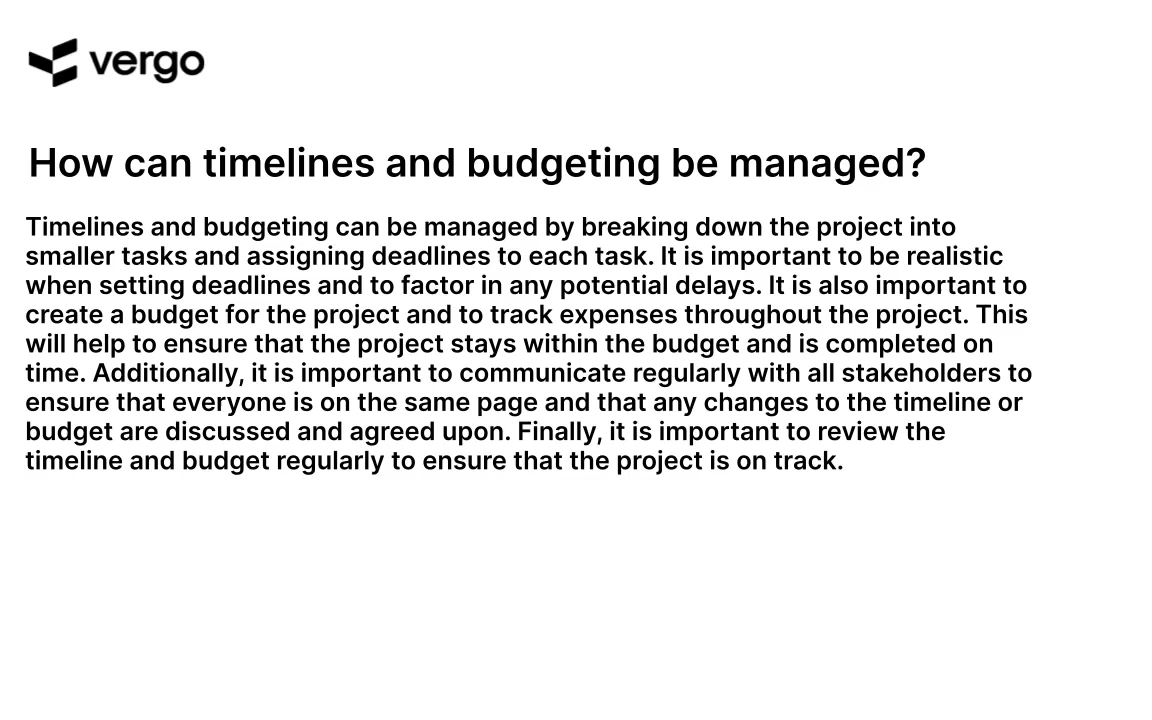 vergo
How can timelines and budgeting be managed?
Timelines and budgeting can be managed by breaking down the project into
smaller tasks and assigning deadlines to each task. It is important to be realistic
when setting deadlines and to factor in any potential delays. It is also important to
create a budget for the project and to track expenses throughout the project. This
will help to ensure that the project stays within the budget and is completed on
time. Additionally, it is important to communicate regularly with all stakeholders to
ensure that everyone is on the same page and that any changes to the timeline or
budget are discussed and agreed upon. Finally, it is important to review the
timeline and budget regularly to ensure that the project is on track.